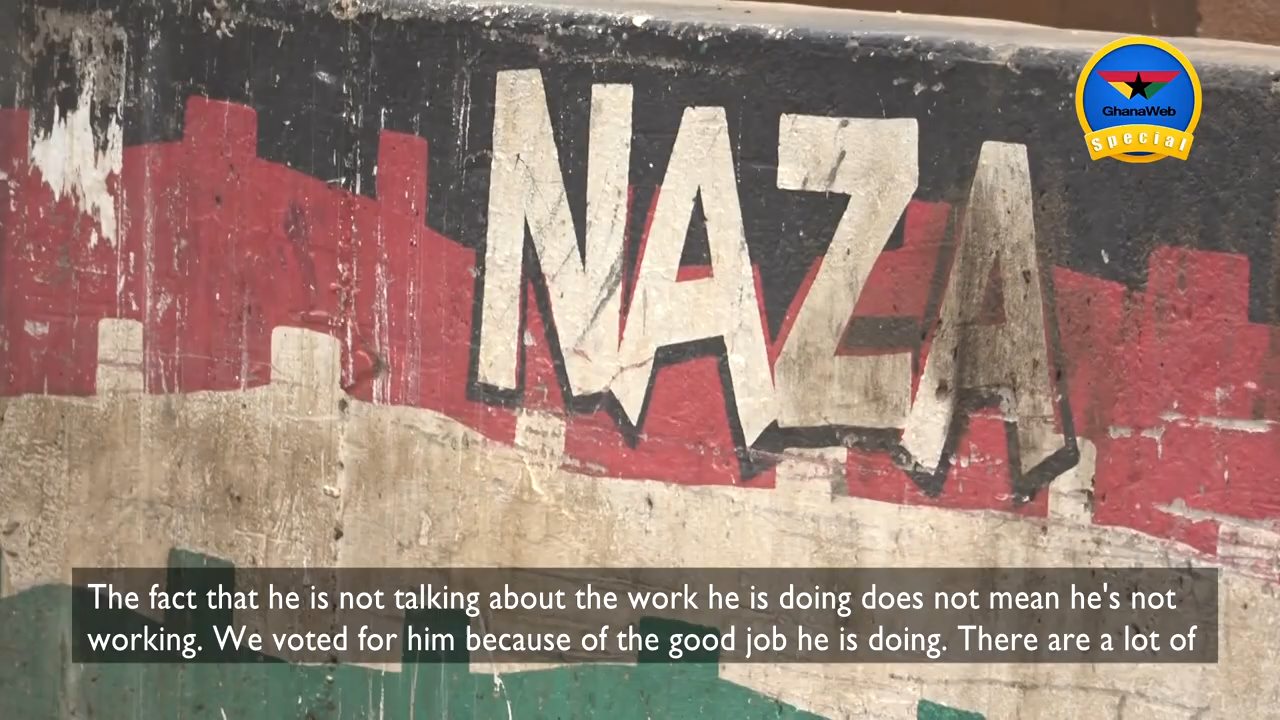 NAZA
GhanaWeb
Special
The fact that he is not talking about the work he is doing does not mean he's not
working. We voted for him because of the good job he is doing. There are a lot of